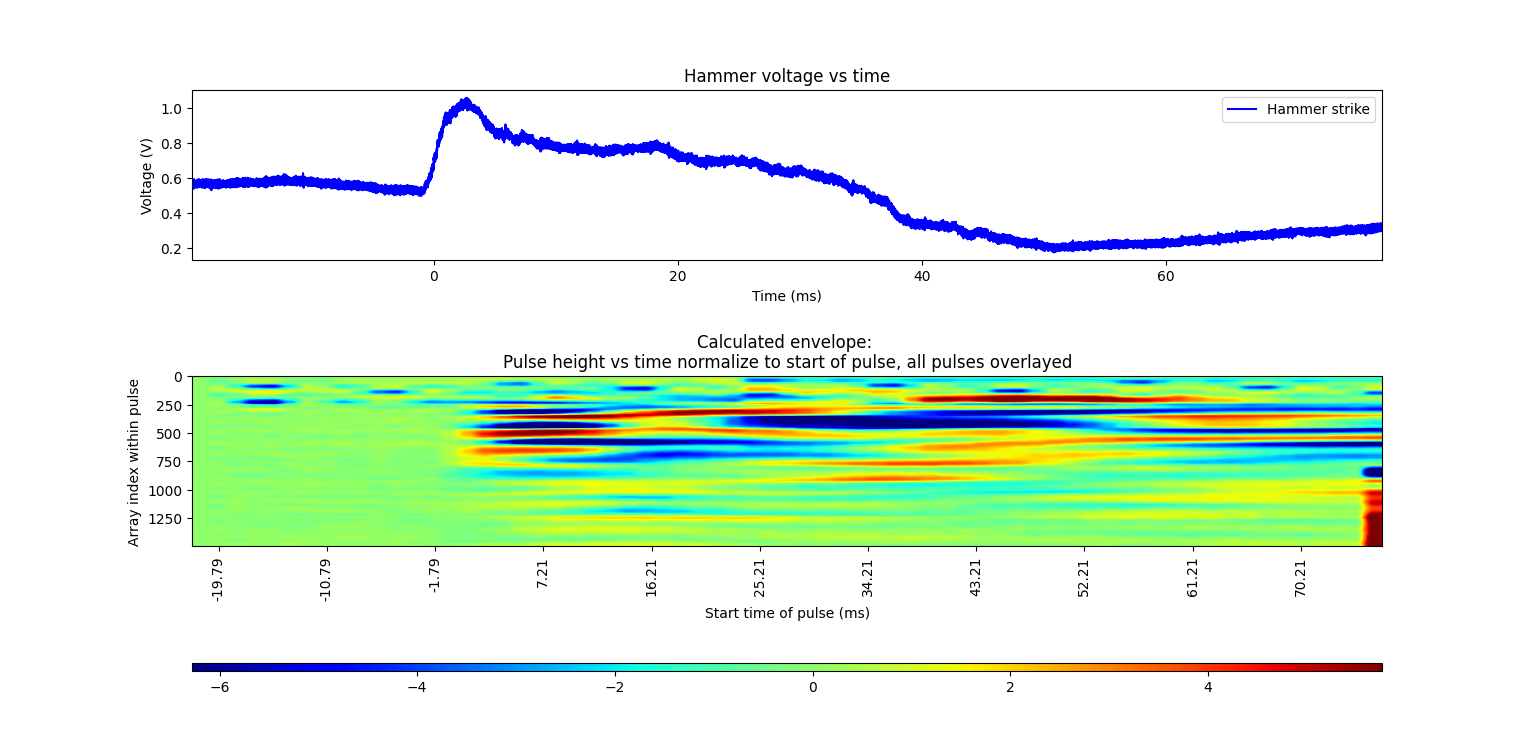 Hammer voltage vs time
1.0
0.8
0.6
0.4
0.2
Voltage (V)
Hammer strike
0 20 40 60
Time (ms)
Calculated envelope:
Pulse height vs time normalize to start of pulse, all pulses overlayed
0
250
500
750
1000
1250
Array index within pulse
-19.79 -10.79 -1.79 7.21 16.21 25.21 34.21 43.21 52.21 61.21 70.21
Start time of pulse (ms)
−6 −4 −2 0 2 4